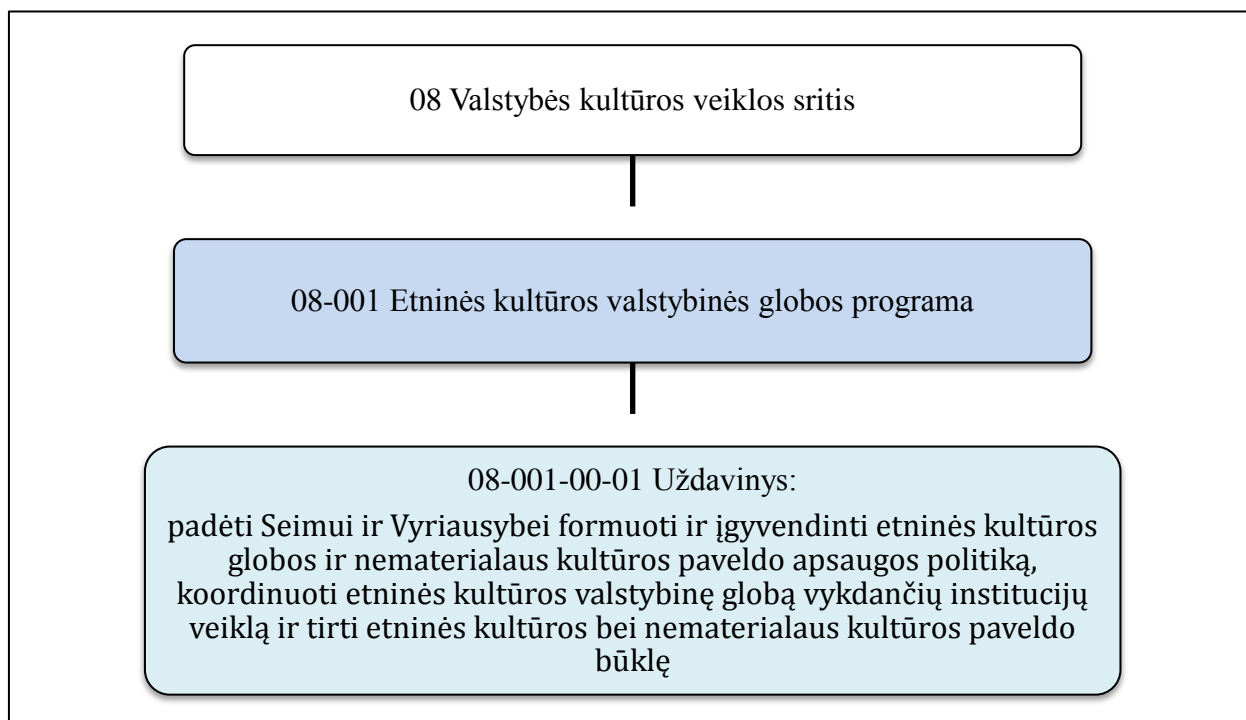 08 Valstybės kultūros veiklos sritis
08-001 Etninės kultūros valstybinės globos programa
08-001-00-01 Uždavinys:
padėti Seimui ir Vyriausybei formuoti ir įgyvendinti etninės kultūros
globos ir nematerialaus kultūros paveldo apsaugos politiką,
koordinuoti etninės kultūros valstybinę globą vykdančių institucijų
veiklą ir tirti etninės kultūros bei nematerialaus kultūros paveldo
būklę